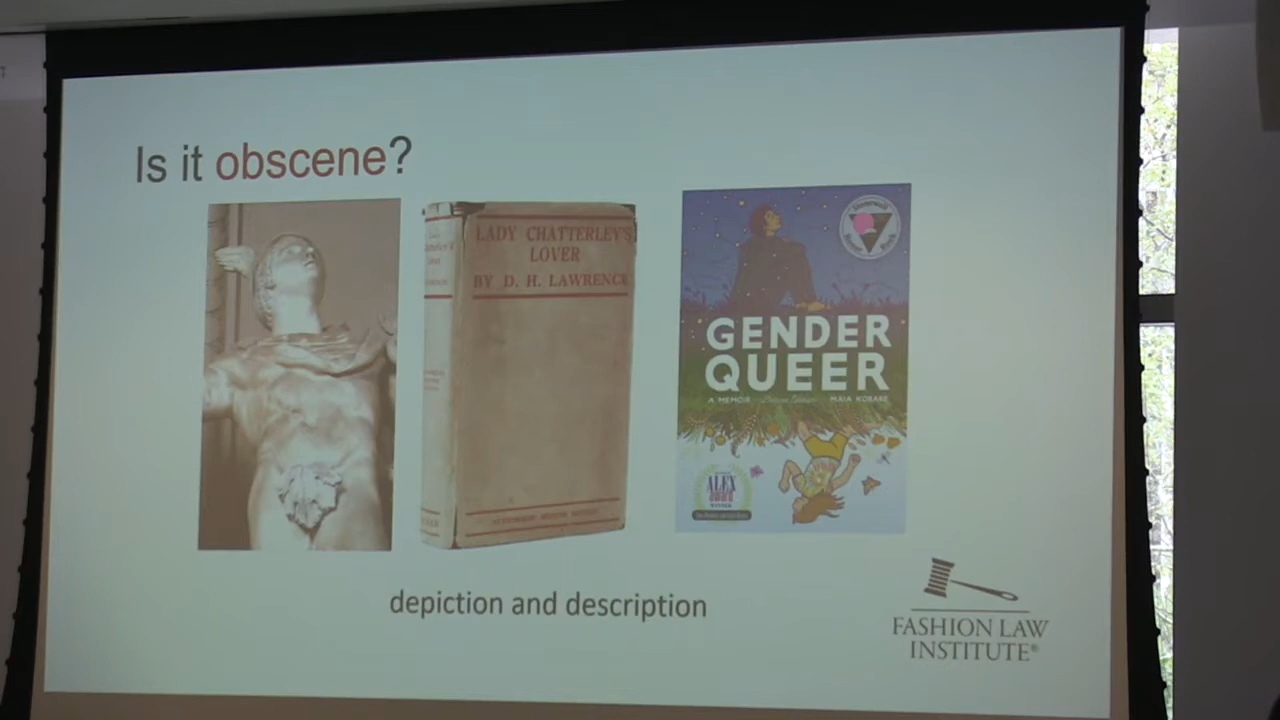 Is it obscene?
LADY CHATTERLEY'S
LOVER
BY D. H. LAWRENCE
GENDER
QUEER
A MEMOIR
MAIA KOBABE
ALEX
WINNER
depiction and description
FASHION LAW
INSTITUTE®